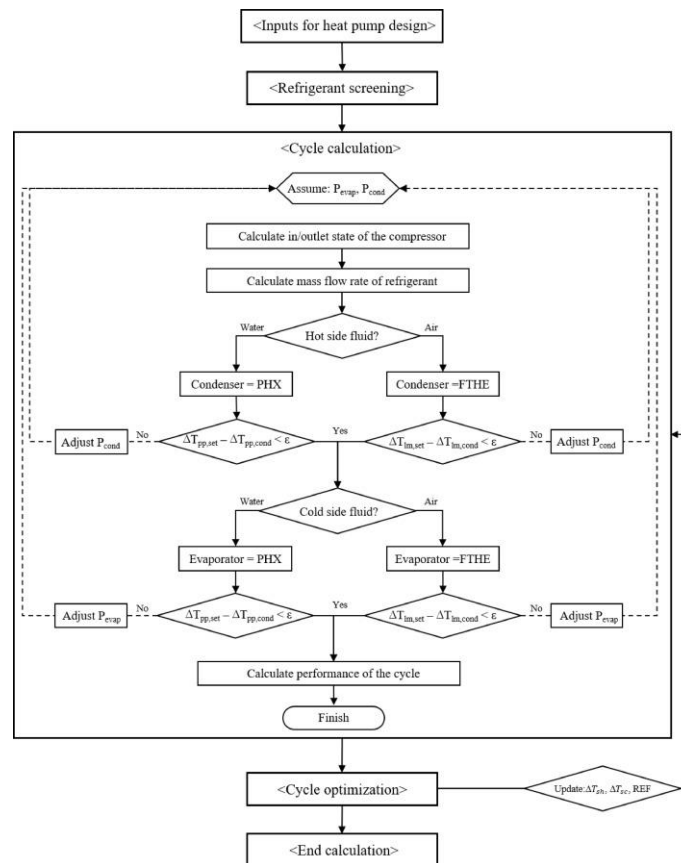 <Inputs for heat pump design>
<Refrigerant screening>
<Cycle calculation>
Assume: P_evap, P_cond
Calculate in/outlet state of the compressor
Calculate mass flow rate of refrigerant
Water
Hot side fluid?
Air
Condenser = PHX
Condenser =FTHE
Adjust P_cond
No
ΔT_pp,set – ΔT_pp,cond < ε
Yes
ΔT_lm,set – ΔT_lm,cond < ε
No
Adjust P_cond
Water
Cold side fluid?
Air
Evaporator = PHX
Evaporator =FTHE
Adjust P_evap
No
ΔT_pp,set – ΔT_pp,cond < ε
Yes
ΔT_lm,set – ΔT_lm,cond < ε
No
Adjust P_evap
Calculate performance of the cycle
Finish
<Cycle optimization>
Update:ΔT_sh, ΔT_sc, REF
<End calculation>